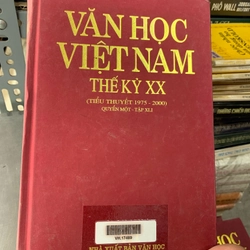 VĂN HỌC
VIỆT NAM
THẾ KỶ XX
(TIỂU THUYẾT 1975 - 2000)
QUYỂN MỘT - TẬP XLI
NHÀ XUẤT BẢN VĂN HỌC